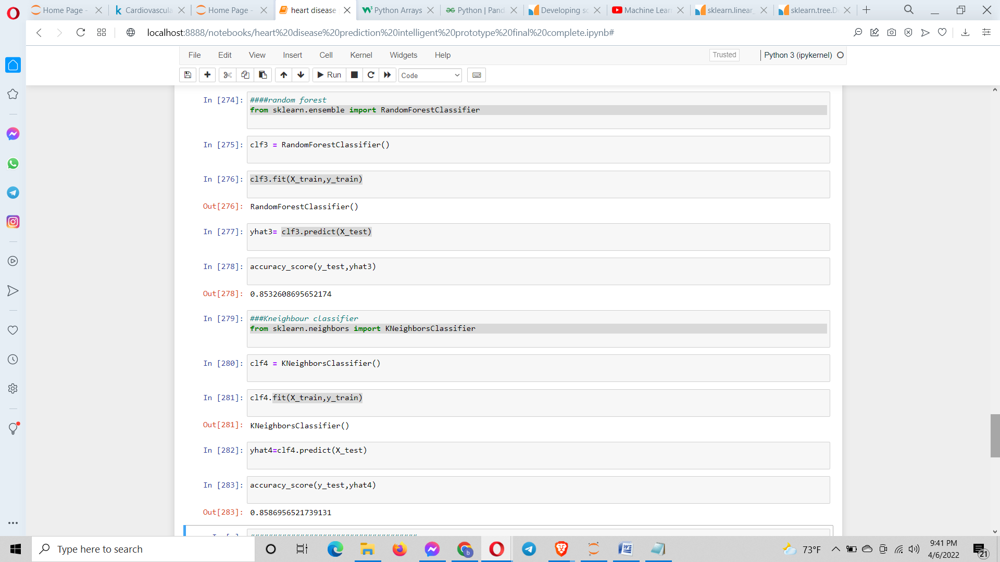 Home Page -
Cardiovascula
Home Page -
heart disease
Python Arrays
Python | Pand
Developing sc
Machine Lear
sklearn.linear_
sklearn.tree.D
localhost:8888/notebooks/heart%20disease%20prediction%20intelligent%20prototype%20final%20complete.ipynb#
File Edit View Insert Cell Kernel Widgets Help Trusted Python 3 (ipykernel)
Run Code
In [274]: ####random forest
from sklearn.ensemble import RandomForestClassifier
In [275]: clf3 = RandomForestClassifier()
In [276]: clf3.fit(X_train,y_train)
Out[276]: RandomForestClassifier()
In [277]: yhat3= clf3.predict(X_test)
In [278]: accuracy_score(y_test,yhat3)
Out[278]: 0.8532608695652174
In [279]: ###Kneighbour classifier
from sklearn.neighbors import KNeighborsClassifier
In [280]: clf4 = KNeighborsClassifier()
In [281]: clf4.fit(X_train,y_train)
Out[281]: KNeighborsClassifier()
In [282]: yhat4=clf4.predict(X_test)
In [283]: accuracy_score(y_test,yhat4)
Out[283]: 0.8586956521739131
Type here to search
73°F
9:41 PM
4/6/2022
21